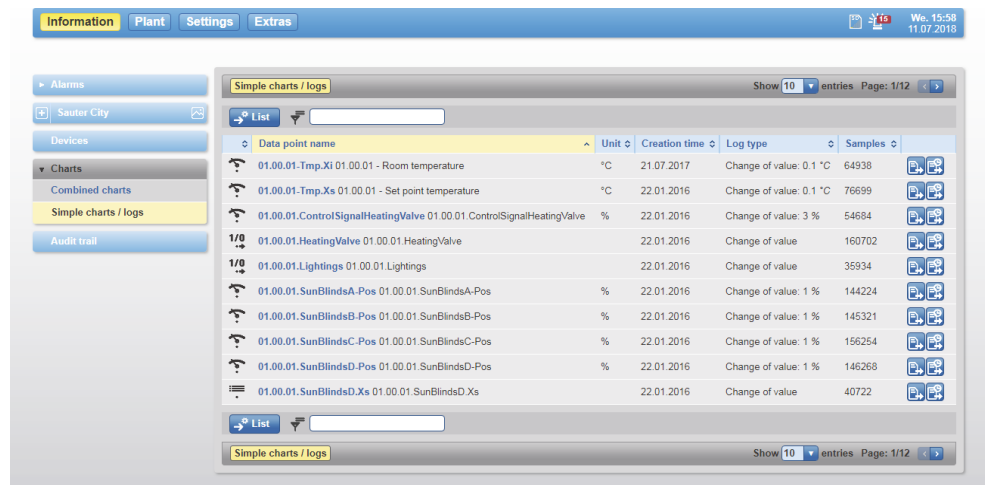 Information Plant Settings Extras 15 We. 15:58
11.07.2018
Alarms
Sauter City
Devices
Charts
Combined charts
Simple charts / logs
Audit trail
Simple charts / logs Show 10 entries Page: 1/12
List
Data point name Unit Creation time Log type Samples
01.00.01-Tmp.Xi 01.00.01 - Room temperature °C 21.07.2017 Change of value: 0.1 °C 64938
01.00.01-Tmp.Xs 01.00.01 - Set point temperature °C 22.01.2016 Change of value: 0.1 °C 76699
01.00.01.ControlSignalHeatingValve 01.00.01.ControlSignalHeatingValve % 22.01.2016 Change of value: 3 % 54684
1/0 01.00.01.HeatingValve 01.00.01.HeatingValve 22.01.2016 Change of value 160702
1/0 01.00.01.Lightings 01.00.01.Lightings 22.01.2016 Change of value 35934
01.00.01.SunBlindsA-Pos 01.00.01.SunBlindsA-Pos % 22.01.2016 Change of value: 1 % 144224
01.00.01.SunBlindsB-Pos 01.00.01.SunBlindsB-Pos % 22.01.2016 Change of value: 1 % 145321
01.00.01.SunBlindsC-Pos 01.00.01.SunBlindsC-Pos % 22.01.2016 Change of value: 1 % 156254
01.00.01.SunBlindsD-Pos 01.00.01.SunBlindsD-Pos % 22.01.2016 Change of value: 1 % 146268
01.00.01.SunBlindsD.Xs 01.00.01.SunBlindsD.Xs 22.01.2016 Change of value 40722
List
Simple charts / logs Show 10 entries Page: 1/12